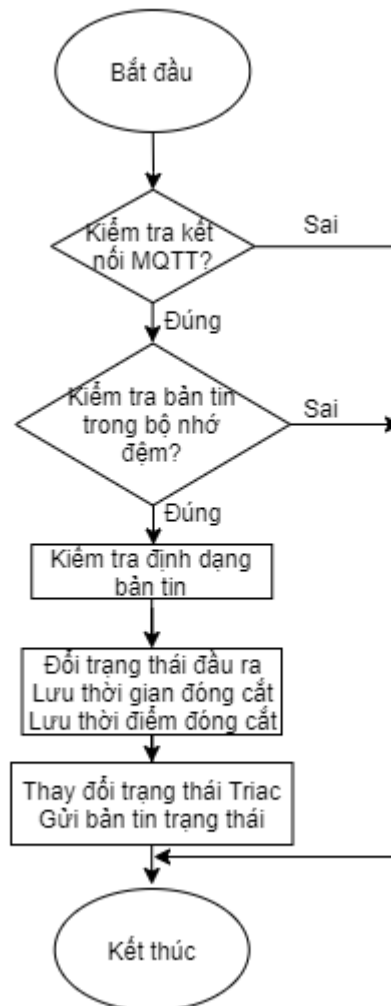 Bắt đầu
Kiểm tra kết
nối MQTT?
Sai
Đúng
Kiểm tra bản tin
trong bộ nhớ
đệm?
Sai
Đúng
Kiểm tra định dạng
bản tin
Đổi trạng thái đầu ra
Lưu thời gian đóng cắt
Lưu thời điểm đóng cắt
Thay đổi trạng thái Triac
Gửi bản tin trạng thái
Kết thúc